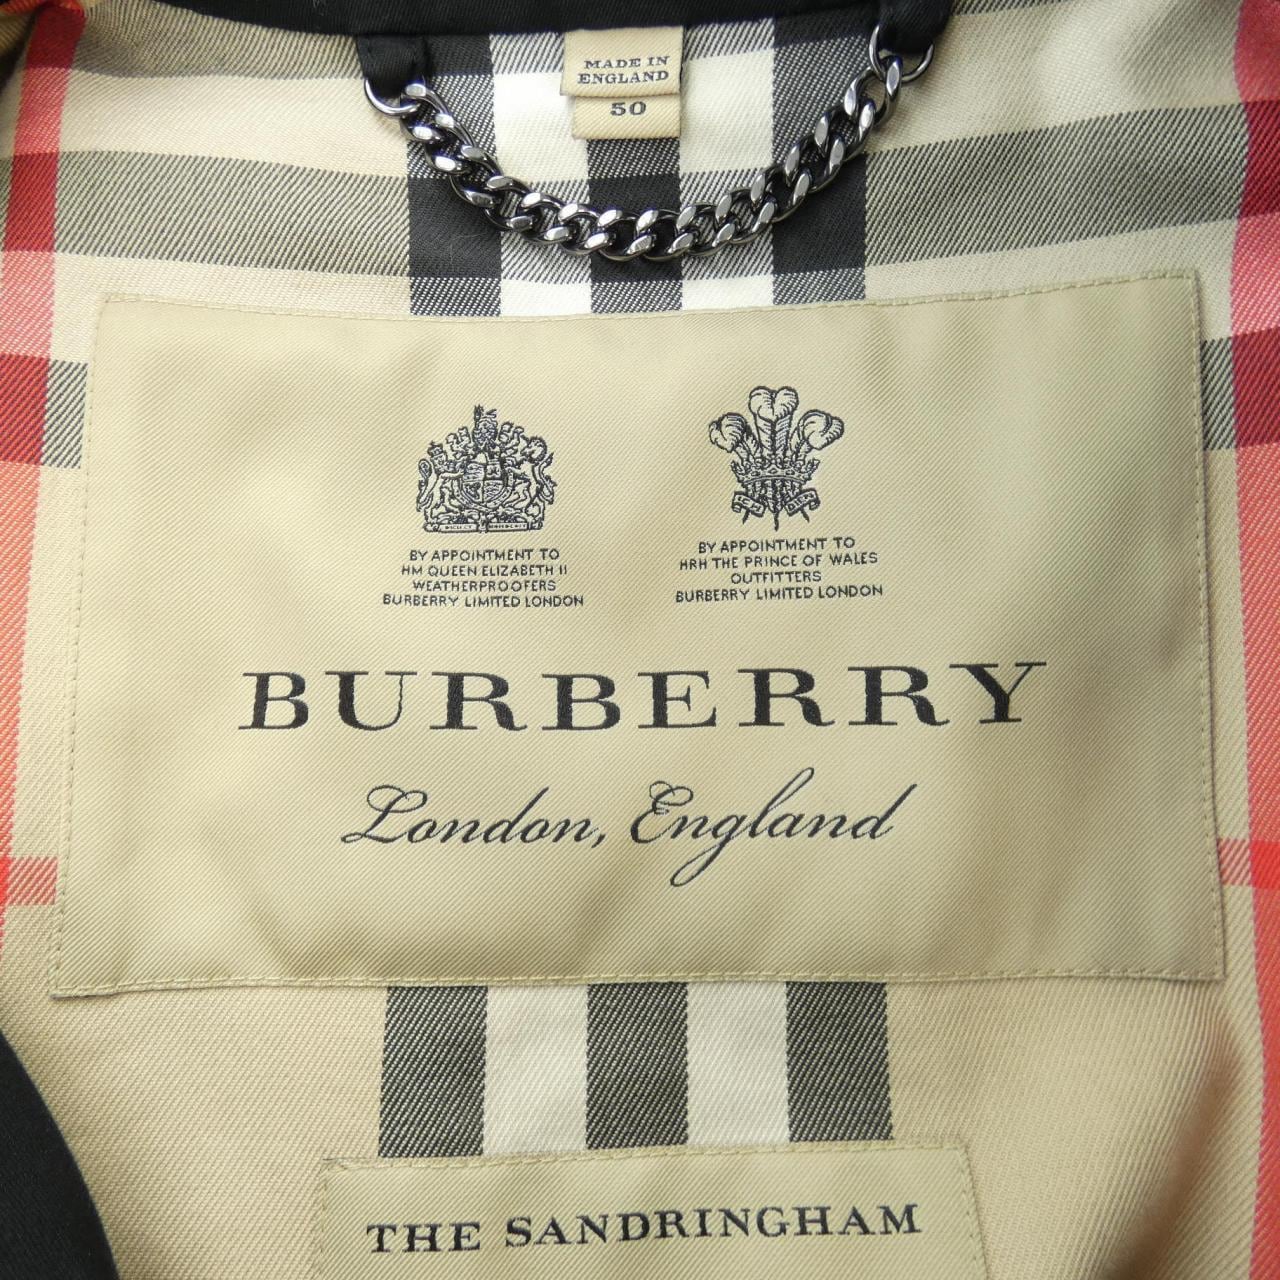 MADE IN
ENGLAND
50
BY APPOINTMENT TO
HM QUEEN ELIZABETH II
WEATHERPROOFERS
BURBERRY LIMITED LONDON
BY APPOINTMENT TO
HRH THE PRINCE OF WALES
OUTFITTERS
BURBERRY LIMITED LONDON
BURBERRY
London, England
THE SANDRINGHAM